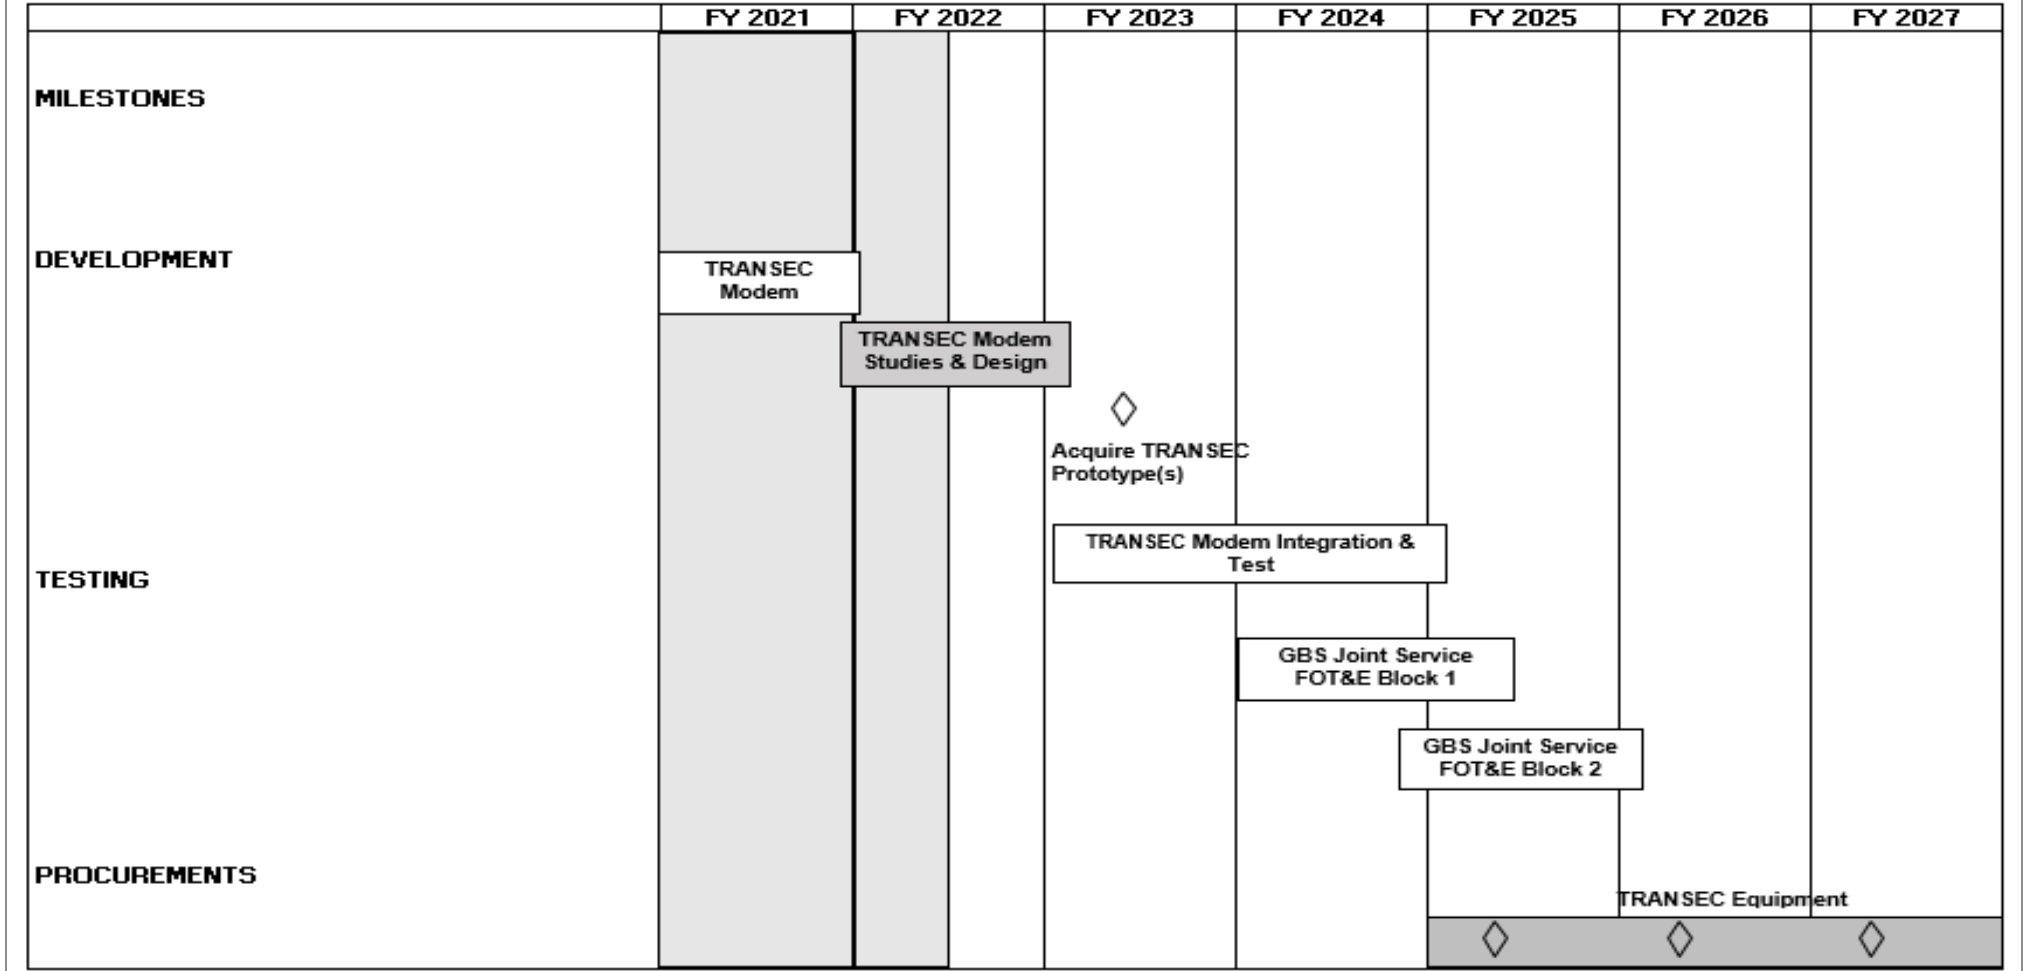 FY 2021 FY 2022 FY 2023 FY 2024 FY 2025 FY 2026 FY 2027
MILESTONES
DEVELOPMENT
TRANSEC
Modem
TRANSEC Modem
Studies & Design
Acquire TRANSEC
Prototype(s)
TRANSEC Modem Integration &
Test
TESTING
GBS Joint Service
FOT&E Block 1
GBS Joint Service
FOT&E Block 2
PROCUREMENTS
TRANSEC Equipment